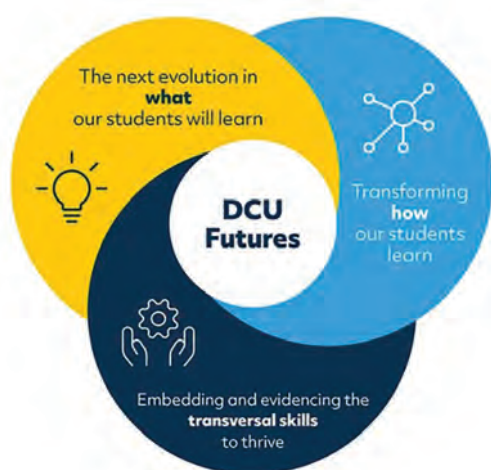 The next evolution in
what
our students will learn
Transforming
how
our students
learn
DCU
Futures
Embedding and evidencing the
transversal skills
to thrive